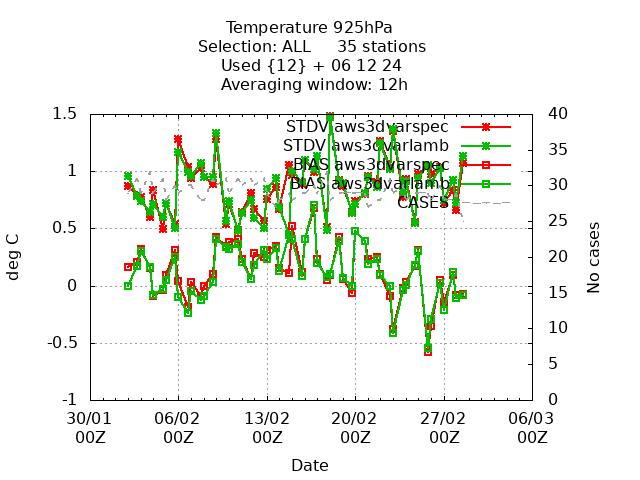 Temperature 925hPa
Selection: ALL 35 stations
Used {12} + 06 12 24
Averaging window: 12h
STDV aws3dvarspec
STDV aws3dvarlamb
BIAS aws3dvarspec
BIAS aws3dvarlamb
CASES
1.5
1
0.5
0
-0.5
-1
40
35
30
25
20
15
10
5
0
deg C
No cases
30/01 06/02 13/02 20/02 27/02 06/03
00Z 00Z 00Z 00Z 00Z 00Z
Date